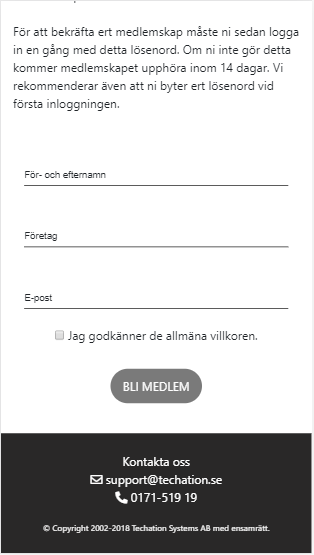 För att bekräfta ert medlemskap måste ni sedan logga
in en gång med detta lösenord. Om ni inte gör detta
kommer medlemskapet upphöra inom 14 dagar. Vi
rekommenderar även att ni byter ert lösenord vid
första inloggningen.
För- och efternamn
Företag
E-post
Jag godkänner de allmäna villkoren.
BLI MEDLEM
Kontakta oss
support@techation.se
0171-519 19
© Copyright 2002-2018 Techation Systems AB med ensamrätt.